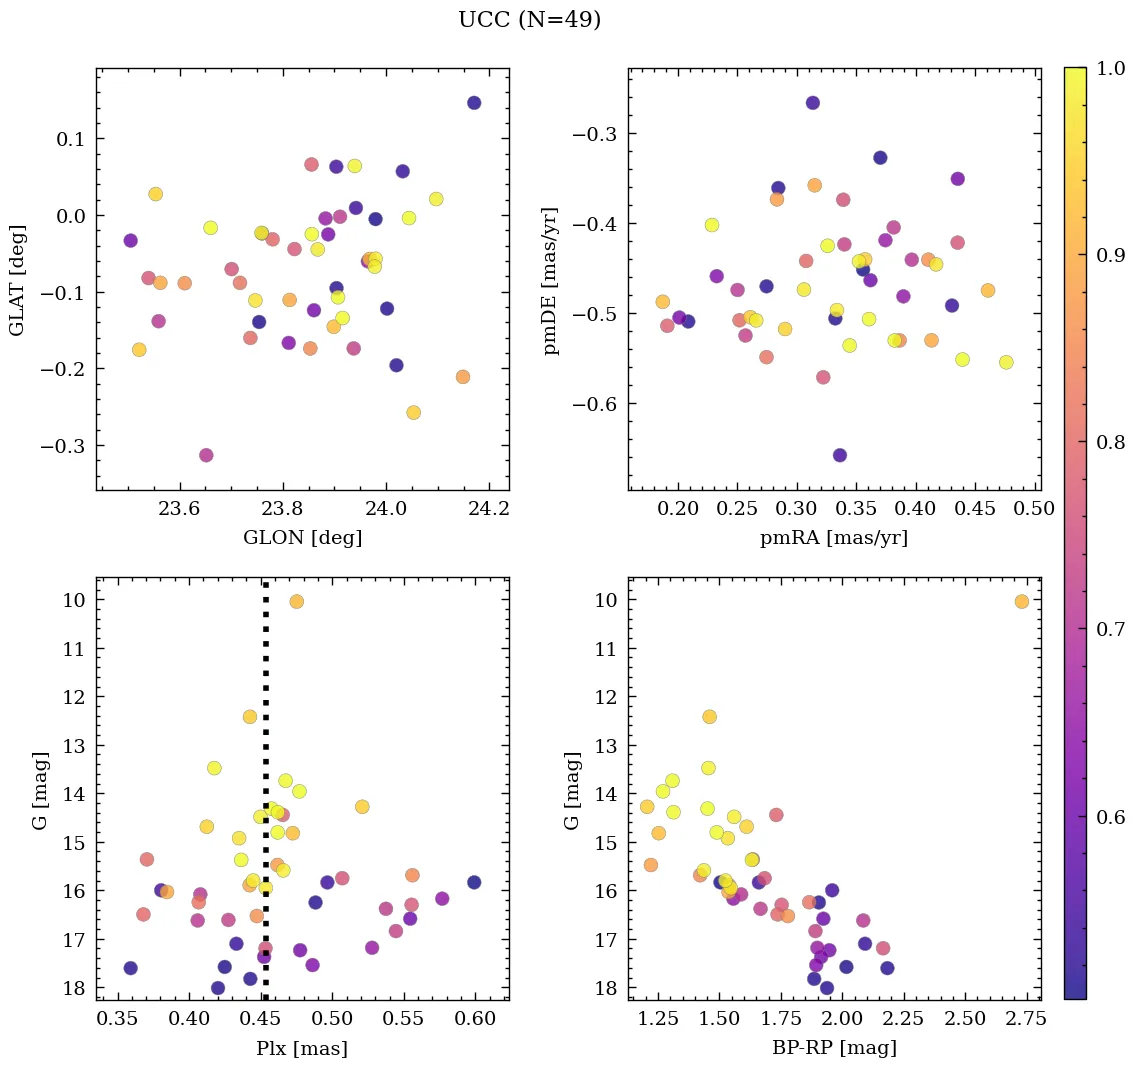 UCC (N=49)
0.1
0.0
−0.1
−0.2
−0.3
GLAT [deg]
23.6 23.8 24.0 24.2
GLON [deg]
−0.3
−0.4
−0.5
−0.6
pmDE [mas/yr]
0.20 0.25 0.30 0.35 0.40 0.45 0.50
pmRA [mas/yr]
1.0
0.9
0.8
0.7
0.6
10
11
12
13
14
15
16
17
18
G [mag]
0.35 0.40 0.45 0.50 0.55 0.60
Plx [mas]
10
11
12
13
14
15
16
17
18
G [mag]
1.25 1.50 1.75 2.00 2.25 2.50 2.75
BP-RP [mag]